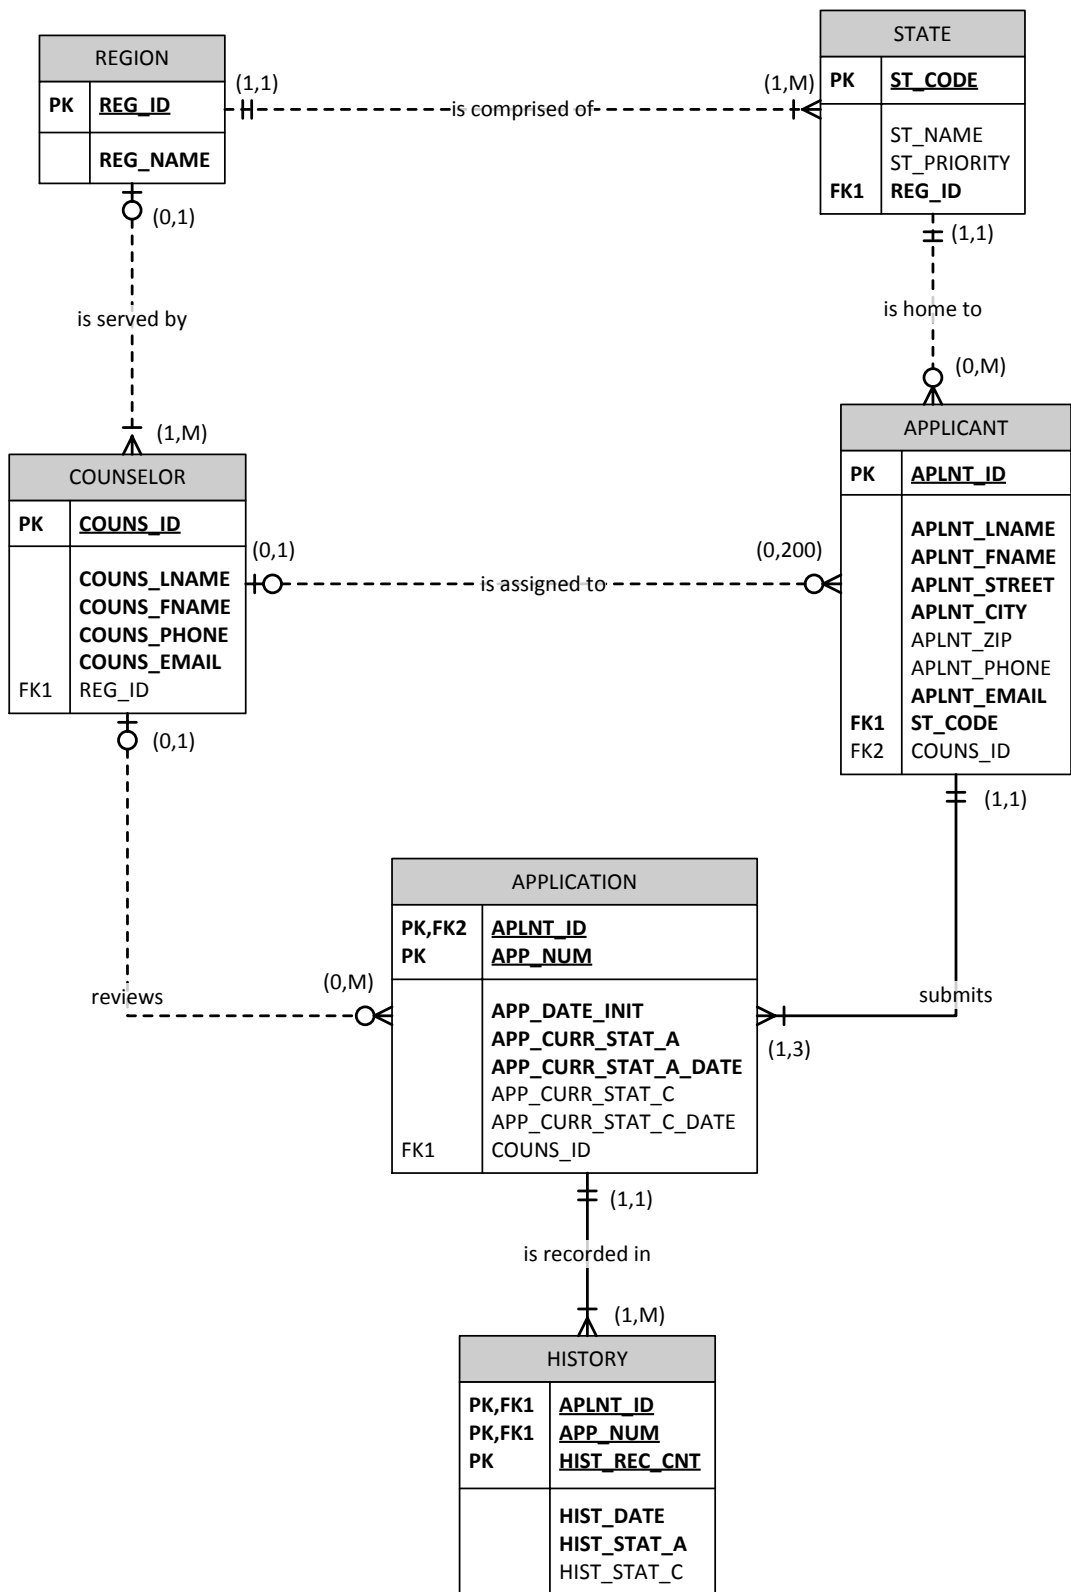 REGION
PK REG_ID
REG_NAME
(1,1)
is comprised of
(1,M)
STATE
PK ST_CODE
ST_NAME
ST_PRIORITY
FK1 REG_ID
(0,1)
is served by
(1,M)
(1,1)
is home to
(0,M)
COUNSELOR
PK COUNS_ID
COUNS_LNAME
COUNS_FNAME
COUNS_PHONE
COUNS_EMAIL
FK1 REG_ID
(0,1)
is assigned to
(0,200)
APPLICANT
PK APLNT_ID
APLNT_LNAME
APLNT_FNAME
APLNT_STREET
APLNT_CITY
APLNT_ZIP
APLNT_PHONE
APLNT_EMAIL
FK1 ST_CODE
FK2 COUNS_ID
(0,1)
reviews
(0,M)
(1,1)
submits
(1,3)
APPLICATION
PK,FK2 APLNT_ID
PK APP_NUM
APP_DATE_INIT
APP_CURR_STAT_A
APP_CURR_STAT_A_DATE
APP_CURR_STAT_C
APP_CURR_STAT_C_DATE
FK1 COUNS_ID
(1,1)
is recorded in
(1,M)
HISTORY
PK,FK1 APLNT_ID
PK,FK1 APP_NUM
PK HIST_REC_CNT
HIST_DATE
HIST_STAT_A
HIST_STAT_C